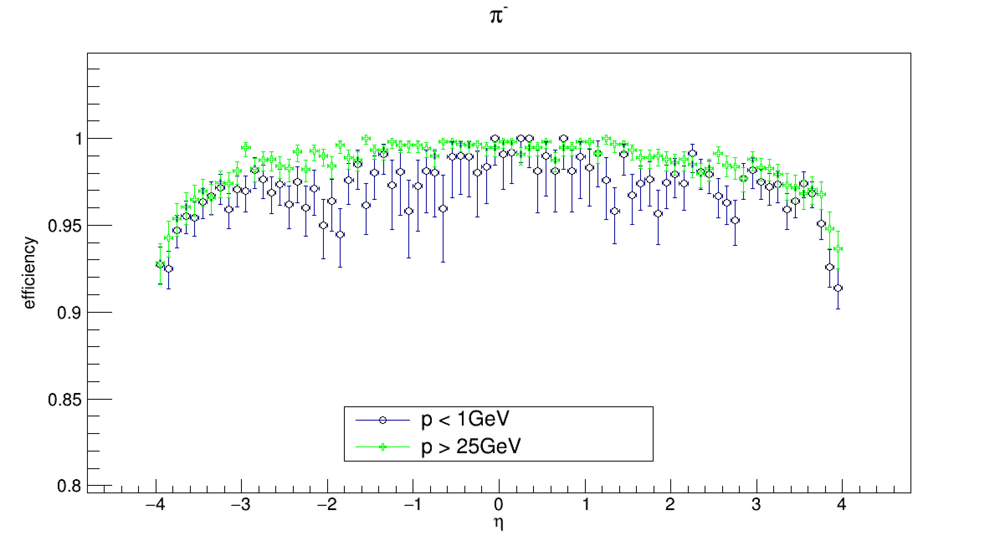 π⁻
1
0.95
0.9
0.85
0.8
efficiency
p < 1GeV
p > 25GeV
−4 −3 −2 −1 0 1 2 3 4
η